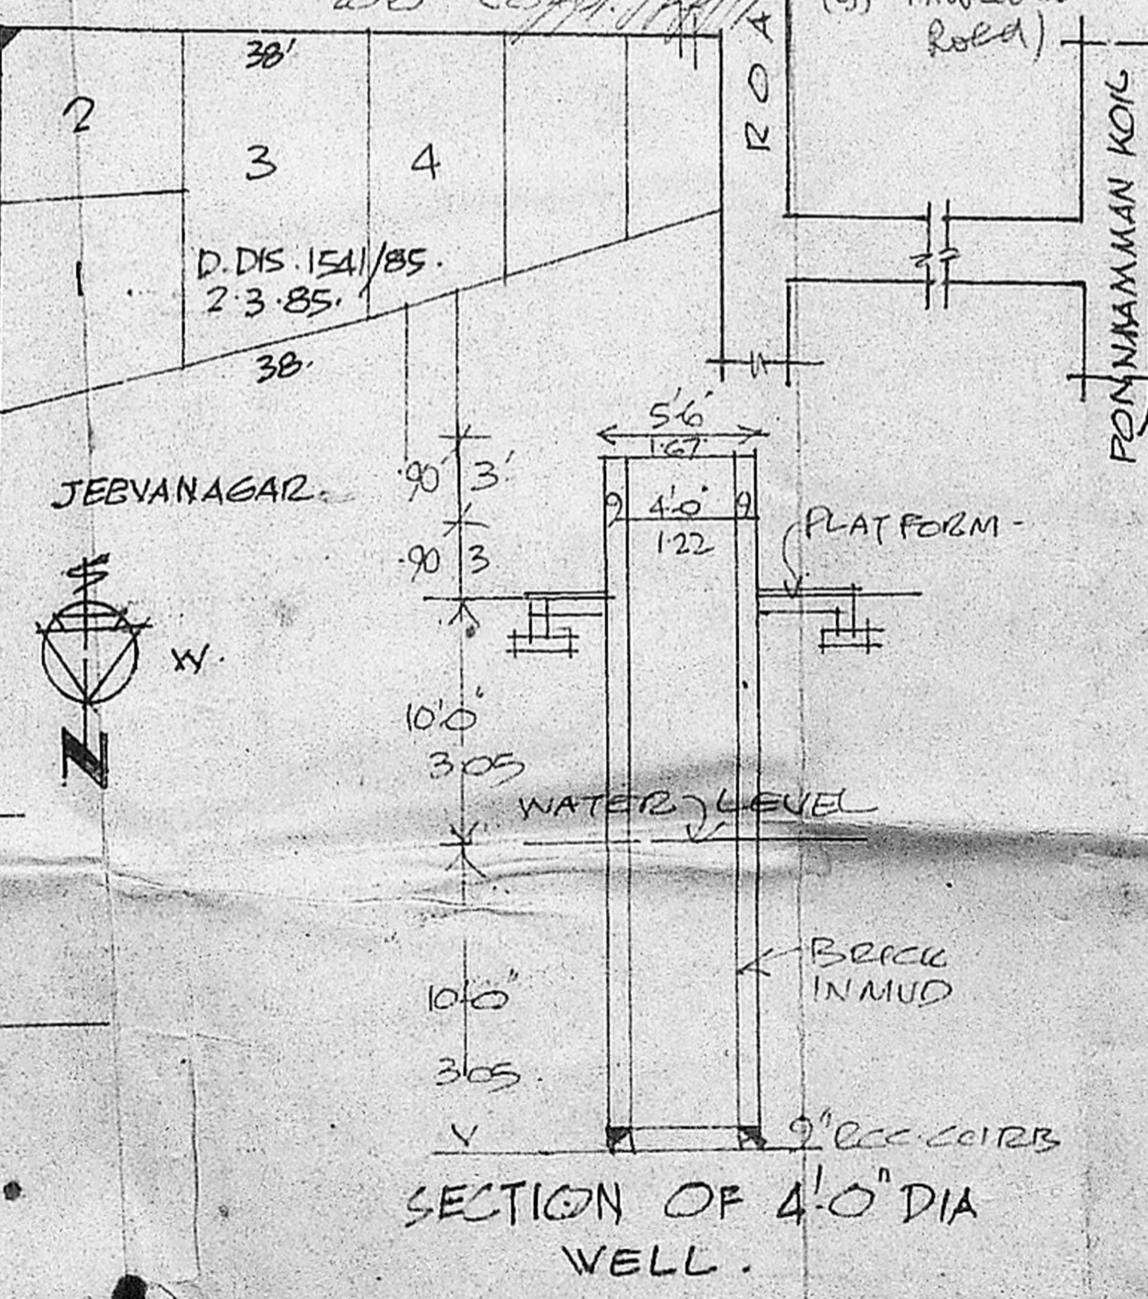 Road)
38'
ROA
2
3
4
1
D.DIS.1541/85.
2.3.85.
38.
PONNIAMMAN KOIL
JEEVANAGAR.
5'6"
1.67
.90 3'
9 4'0" 9
1.22
.90 3
PLATFORM
W.
N
10'0"
3.05
WATER LEVEL
BRICK
IN MUD
10'0"
3.05
9" RCC CURB
SECTION OF 4'.0" DIA
WELL.